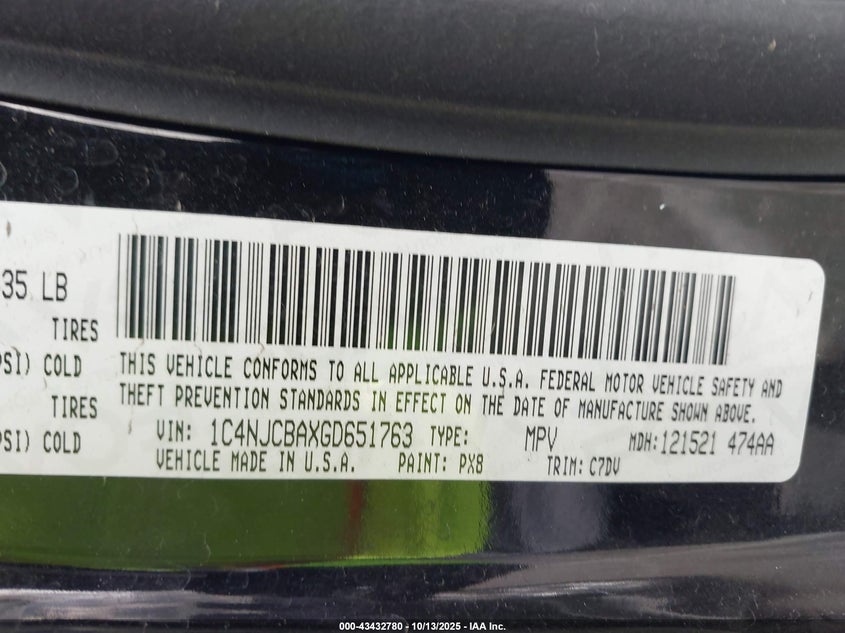 35 LB
TIRES
PSI) COLD
TIRES
PSI) COLD
THIS VEHICLE CONFORMS TO ALL APPLICABLE U.S.A. FEDERAL MOTOR VEHICLE SAFETY AND
THEFT PREVENTION STANDARDS IN EFFECT ON THE DATE OF MANUFACTURE SHOWN ABOVE.
VIN: 1C4NJCBAXGD651763 TYPE: MPV MDH:121521 474AA
VEHICLE MADE IN U.S.A. PAINT: PX8 TRIM: C7DV
000-43432780 - 10/13/2025 - IAA Inc.